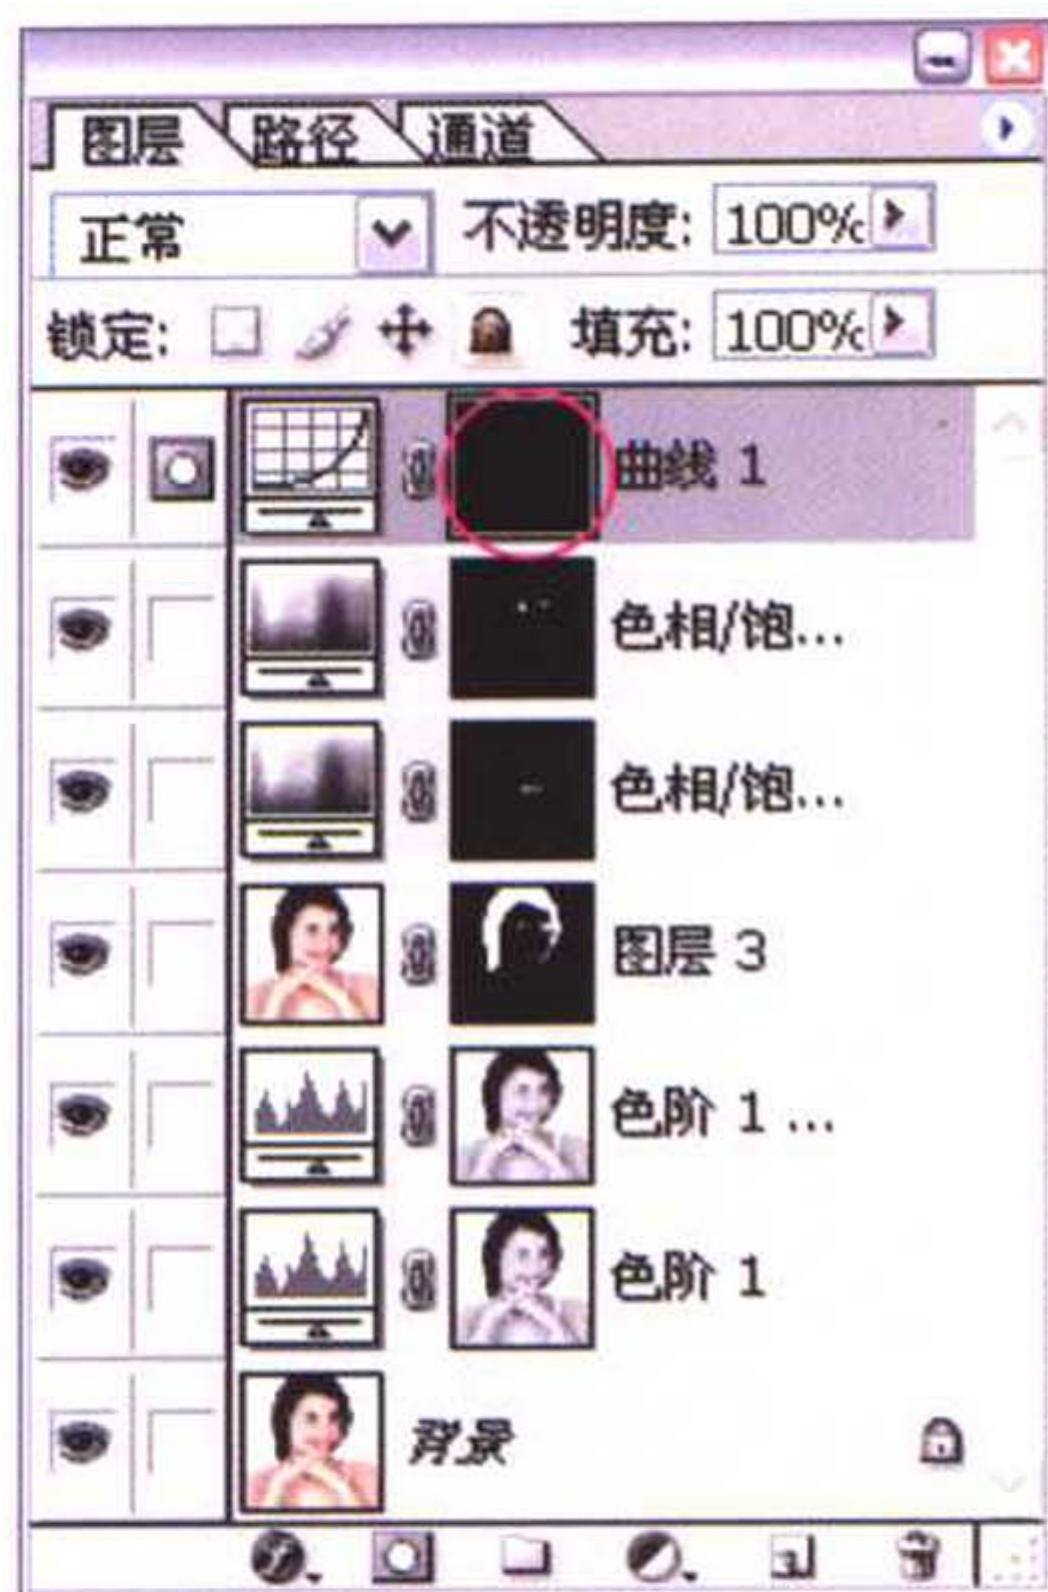 图层 路径 通道
正常 不透明度: 100%
锁定: 填充: 100%
曲线 1
色相/饱...
色相/饱...
图层 3
色阶 1 ...
色阶 1
背景